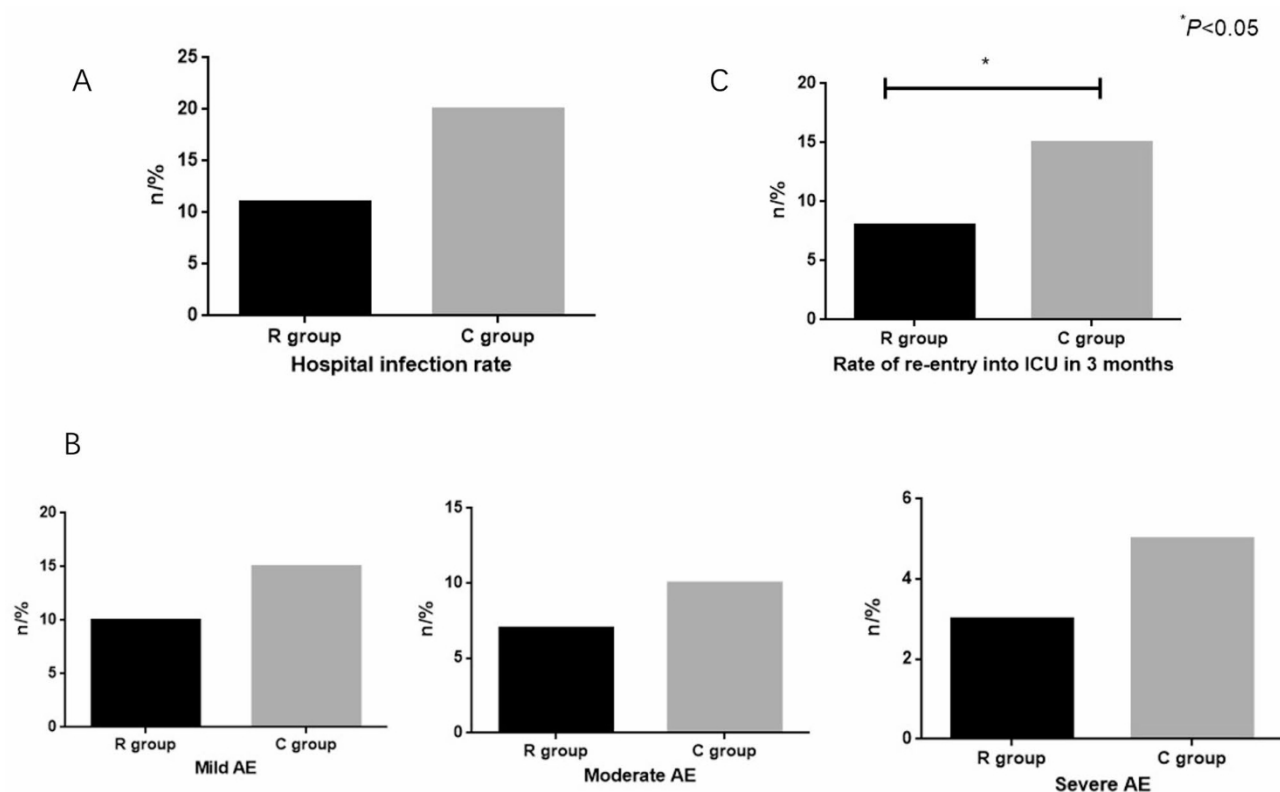 *P<0.05
A
25
20
15
10
5
0
n/%
R group
C group
Hospital infection rate
C
*
20
15
10
5
0
n/%
R group
C group
Rate of re-entry into ICU in 3 months
B
20
15
10
5
0
n/%
R group
C group
Mild AE
15
10
5
0
n/%
R group
C group
Moderate AE
6
4
2
0
n/%
R group
C group
Severe AE